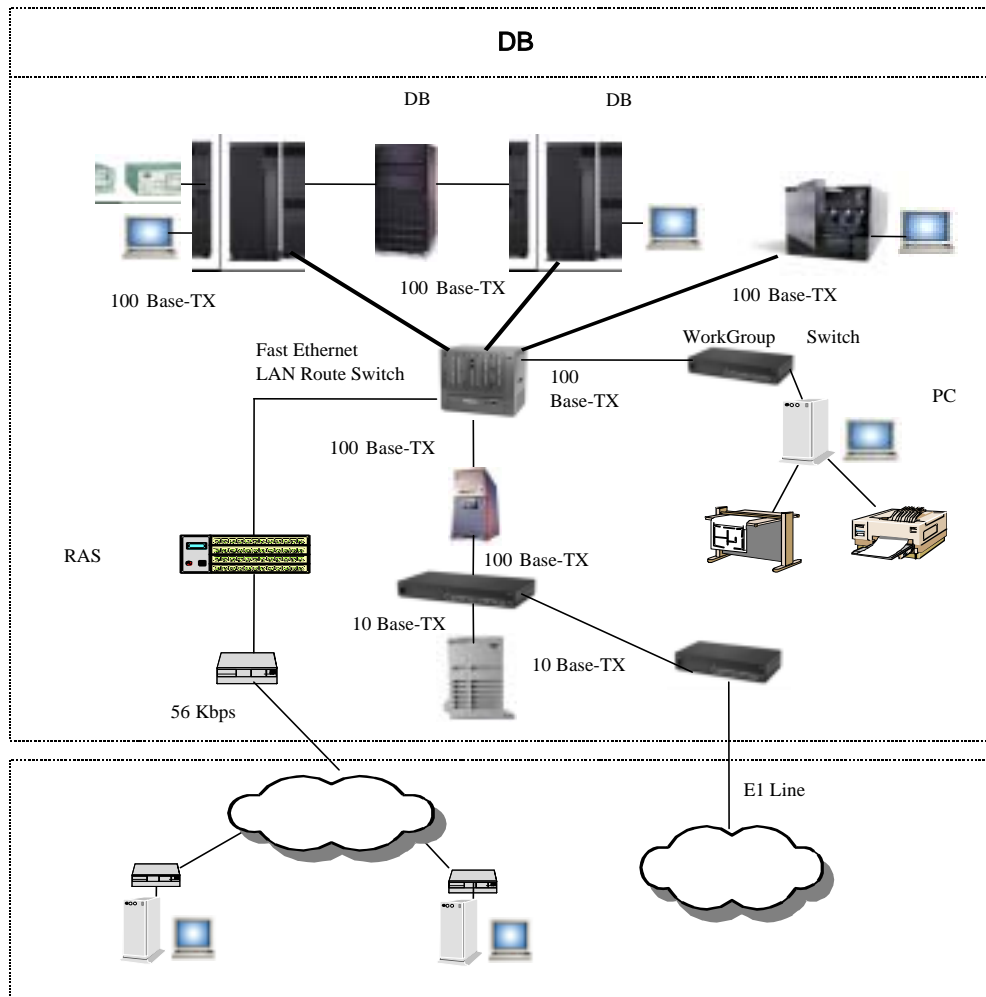 DB
DB
DB
100 Base-TX
100 Base-TX
100 Base-TX
WorkGroup Switch
Fast Ethernet
LAN Route Switch
100
Base-TX
PC
100 Base-TX
RAS
100 Base-TX
10 Base-TX
10 Base-TX
56 Kbps
E1 Line